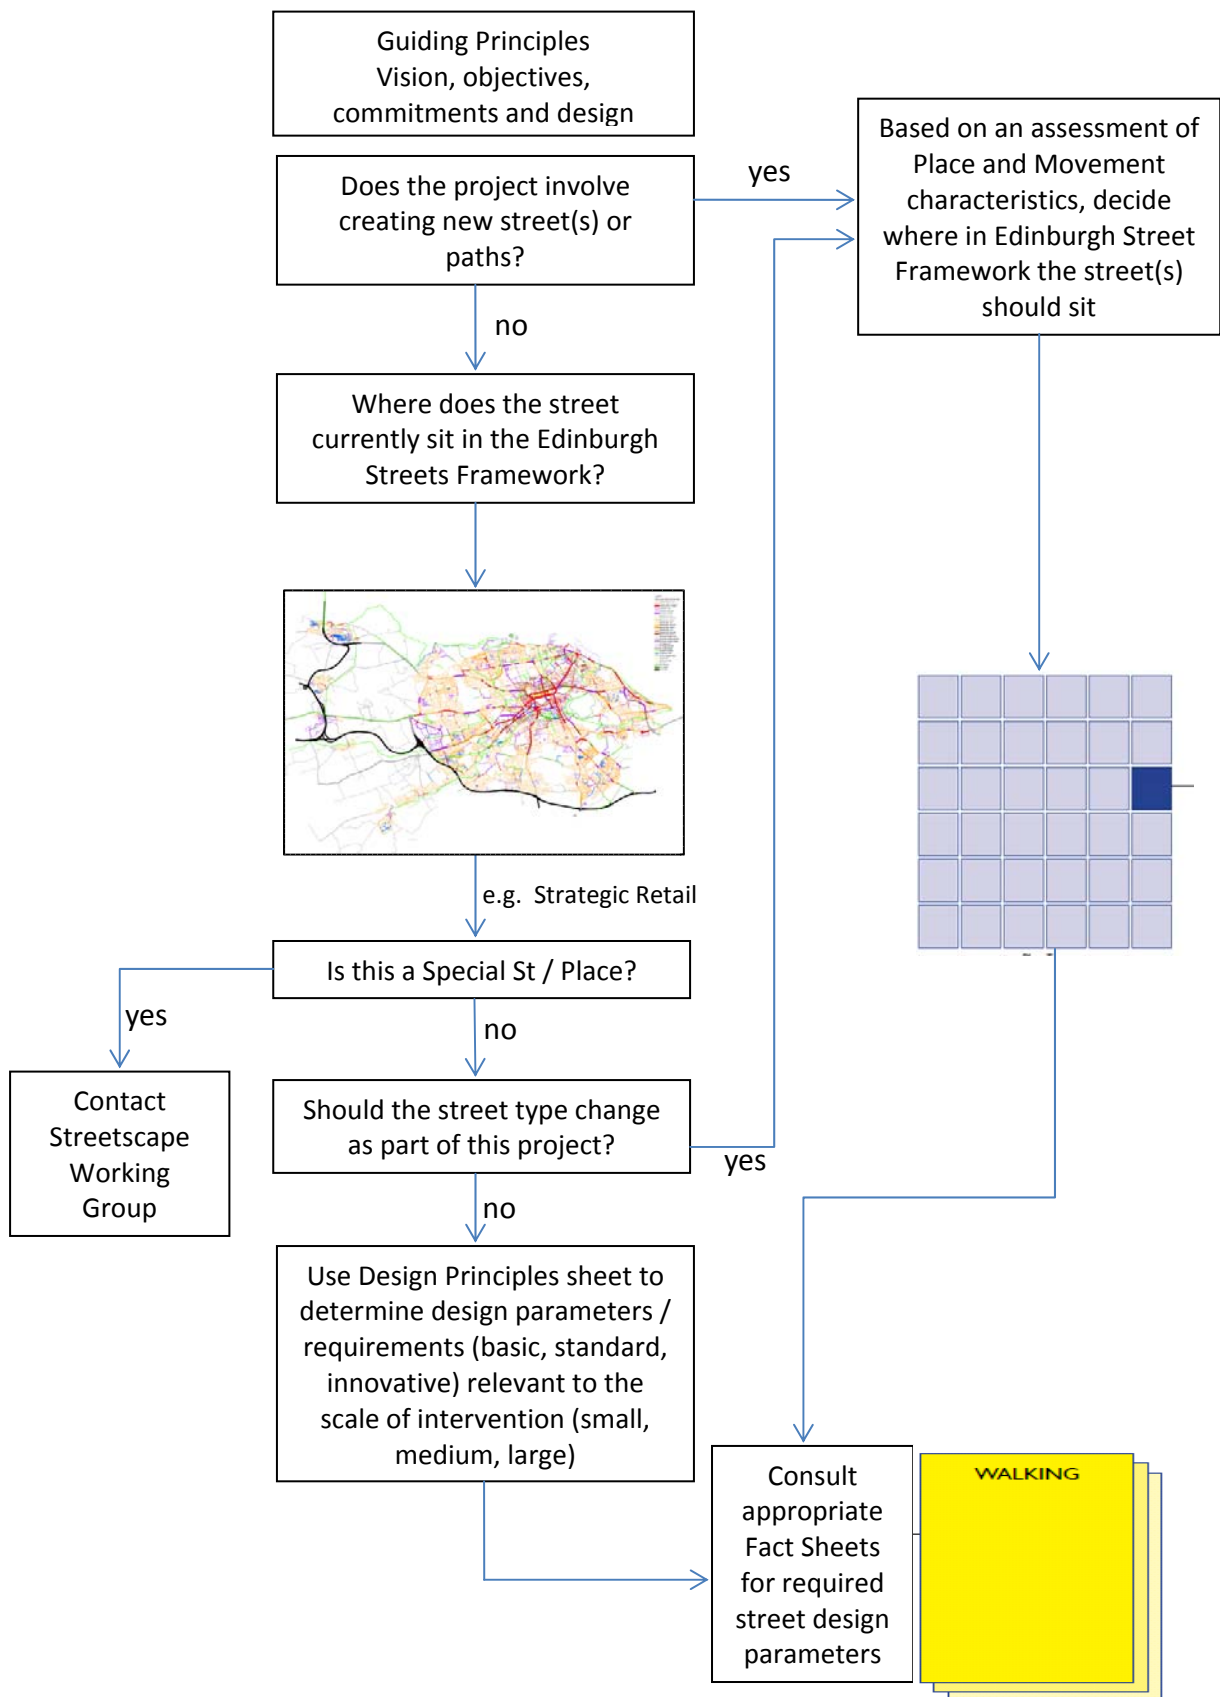 Guiding Principles
Vision, objectives,
commitments and design
Does the project involve
creating new street(s) or
paths?
yes
Based on an assessment of
Place and Movement
characteristics, decide
where in Edinburgh Street
Framework the street(s)
should sit
no
Where does the street
currently sit in the Edinburgh
Streets Framework?
e.g. Strategic Retail
Is this a Special St / Place?
yes
no
Contact
Streetscape
Working
Group
Should the street type change
as part of this project?
yes
no
Use Design Principles sheet to
determine design parameters /
requirements (basic, standard,
innovative) relevant to the
scale of intervention (small,
medium, large)
Consult
appropriate
Fact Sheets
for required
street design
parameters
WALKING